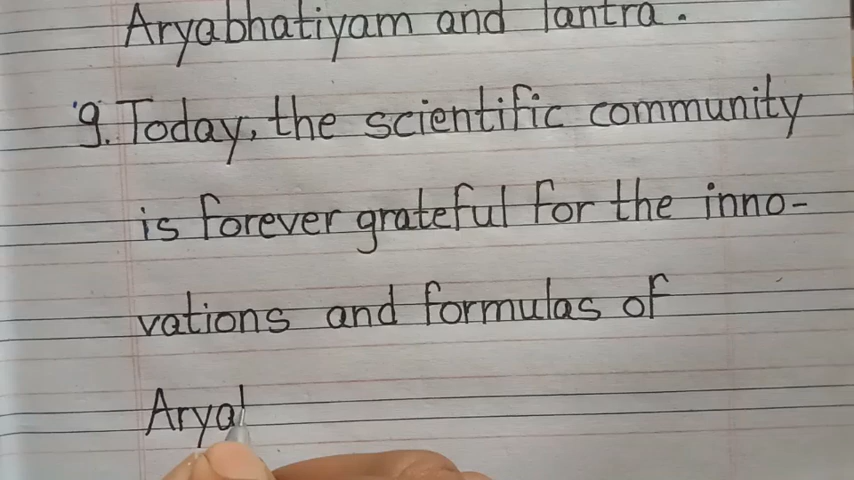 Aryabhatiyam and Tantra.
9. Today, the scientific community
is forever grateful for the inno-
vations and formulas of
Arya